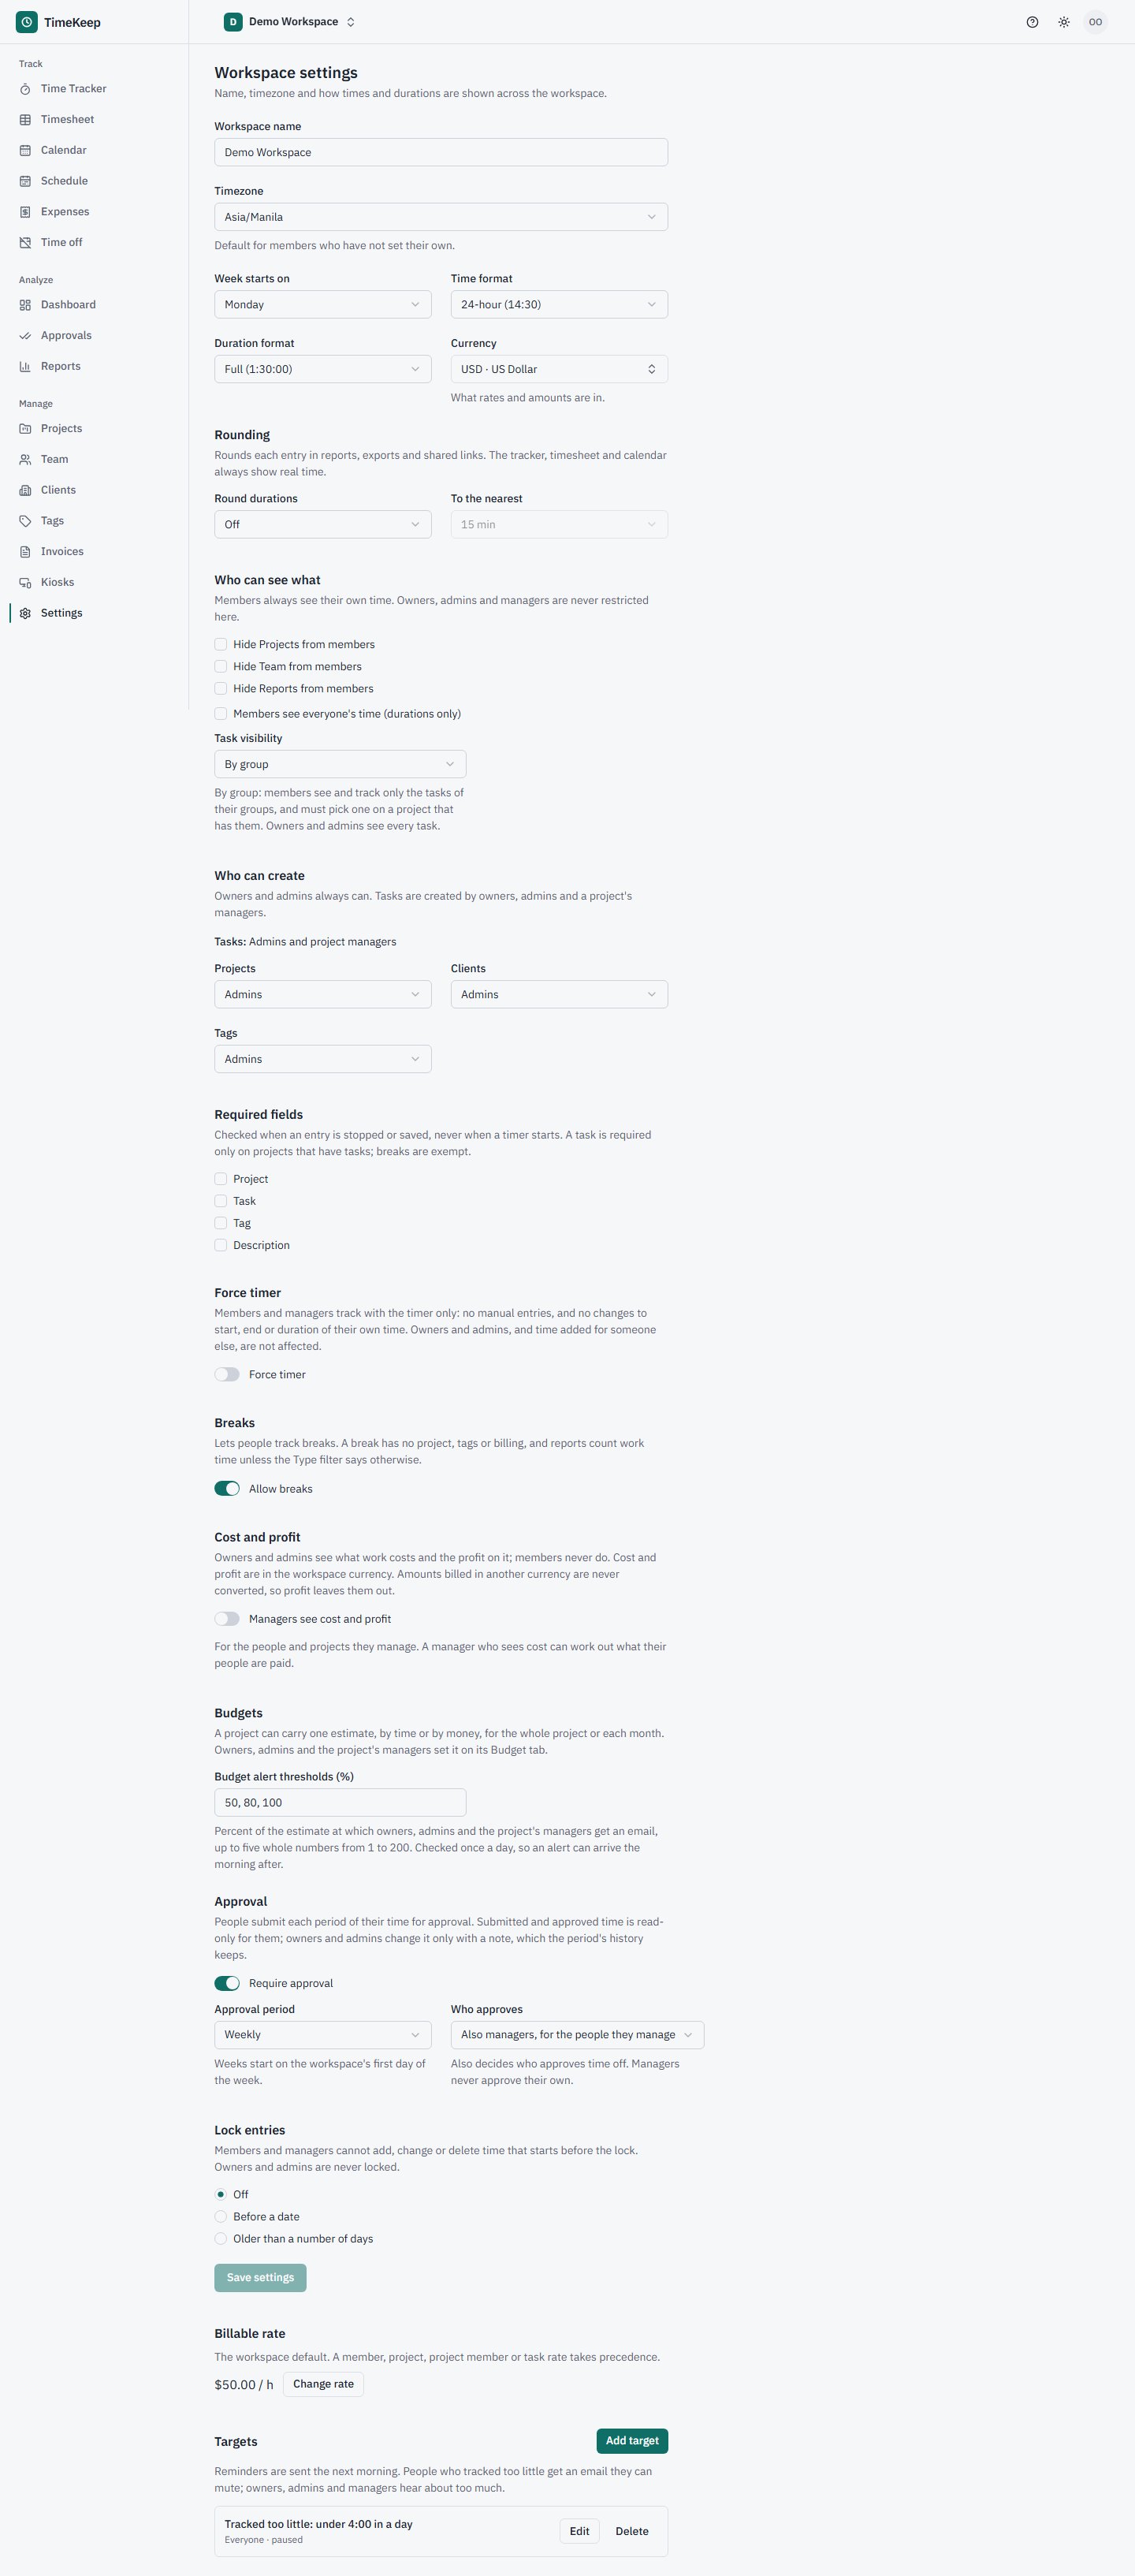 TimeKeep
D Demo Workspace
OO
Track
Time Tracker
Timesheet
Calendar
Schedule
Expenses
Time off
Analyze
Dashboard
Approvals
Reports
Manage
Projects
Team
Clients
Tags
Invoices
Kiosks
Settings
Workspace settings
Name, timezone and how times and durations are shown across the workspace.
Workspace name
Demo Workspace
Timezone
Asia/Manila
Default for members who have not set their own.
Week starts on
Monday
Time format
24-hour (14:30)
Duration format
Full (1:30:00)
Currency
USD · US Dollar
What rates and amounts are in.
Rounding
Rounds each entry in reports, exports and shared links. The tracker, timesheet and calendar
always show real time.
Round durations
Off
To the nearest
15 min
Who can see what
Members always see their own time. Owners, admins and managers are never restricted
here.
Hide Projects from members
Hide Team from members
Hide Reports from members
Members see everyone's time (durations only)
Task visibility
By group
By group: members see and track only the tasks of
their groups, and must pick one on a project that
has them. Owners and admins see every task.
Who can create
Owners and admins always can. Tasks are created by owners, admins and a project's
managers.
Tasks: Admins and project managers
Projects
Admins
Clients
Admins
Tags
Admins
Required fields
Checked when an entry is stopped or saved, never when a timer starts. A task is required
only on projects that have tasks; breaks are exempt.
Project
Task
Tag
Description
Force timer
Members and managers track with the timer only: no manual entries, and no changes to
start, end or duration of their own time. Owners and admins, and time added for someone
else, are not affected.
Force timer
Breaks
Lets people track breaks. A break has no project, tags or billing, and reports count work
time unless the Type filter says otherwise.
Allow breaks
Cost and profit
Owners and admins see what work costs and the profit on it; members never do. Cost and
profit are in the workspace currency. Amounts billed in another currency are never
converted, so profit leaves them out.
Managers see cost and profit
For the people and projects they manage. A manager who sees cost can work out what their
people are paid.
Budgets
A project can carry one estimate, by time or by money, for the whole project or each month.
Owners, admins and the project's managers set it on its Budget tab.
Budget alert thresholds (%)
50, 80, 100
Percent of the estimate at which owners, admins and the project's managers get an email,
up to five whole numbers from 1 to 200. Checked once a day, so an alert can arrive the
morning after.
Approval
People submit each period of their time for approval. Submitted and approved time is read-
only for them; owners and admins change it only with a note, which the period's history
keeps.
Require approval
Approval period
Weekly
Weeks start on the workspace's first day of
the week.
Who approves
Also managers, for the people they manage
Also decides who approves time off. Managers
never approve their own.
Lock entries
Members and managers cannot add, change or delete time that starts before the lock.
Owners and admins are never locked.
Off
Before a date
Older than a number of days
Save settings
Billable rate
The workspace default. A member, project, project member or task rate takes precedence.
$50.00 / h
Change rate
Targets
Add target
Reminders are sent the next morning. People who tracked too little get an email they can
mute; owners, admins and managers hear about too much.
Tracked too little: under 4:00 in a day
Everyone · paused
Edit
Delete